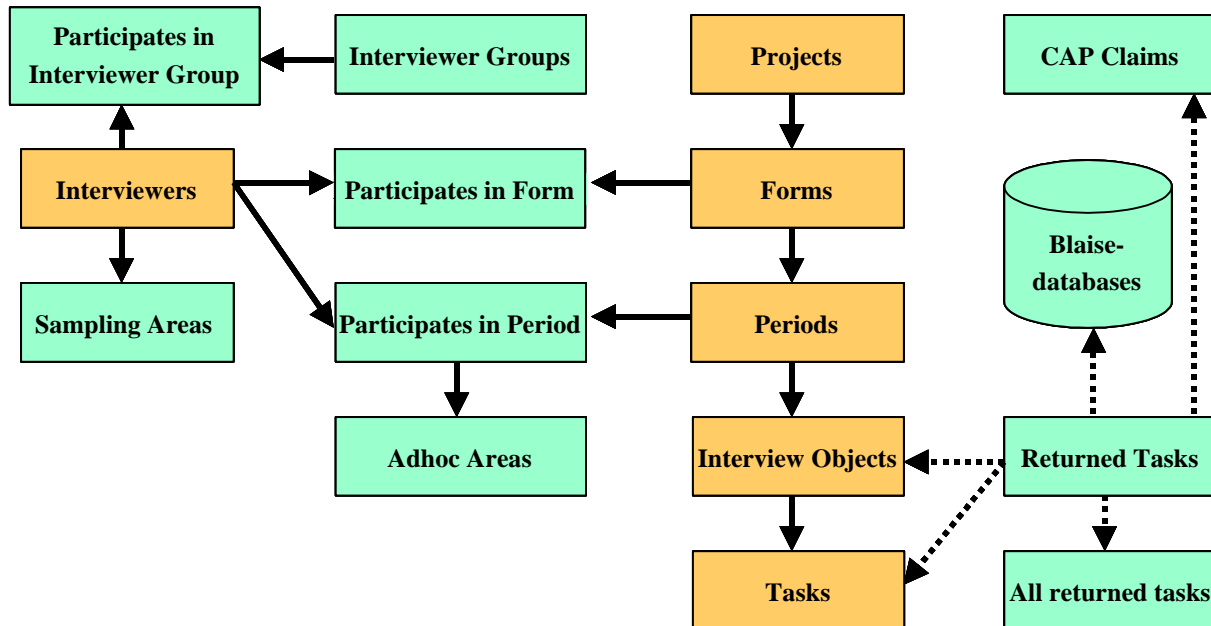 Participates in
Interviewer Group
Interviewer Groups
Projects
CAP Claims
Interviewers
Participates in Form
Forms
Blaise-
databases
Sampling Areas
Participates in Period
Periods
Adhoc Areas
Interview Objects
Returned Tasks
Tasks
All returned tasks